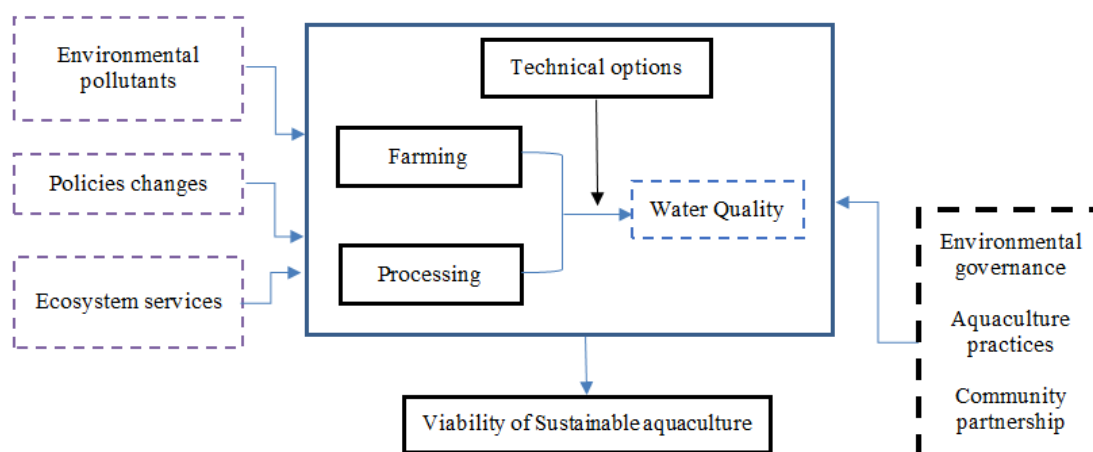 Environmental
pollutants
Policies changes
Ecosystem services
Technical options
Farming
Processing
Water Quality
Viability of Sustainable aquaculture
Environmental
governance
Aquaculture
practices
Community
partnership